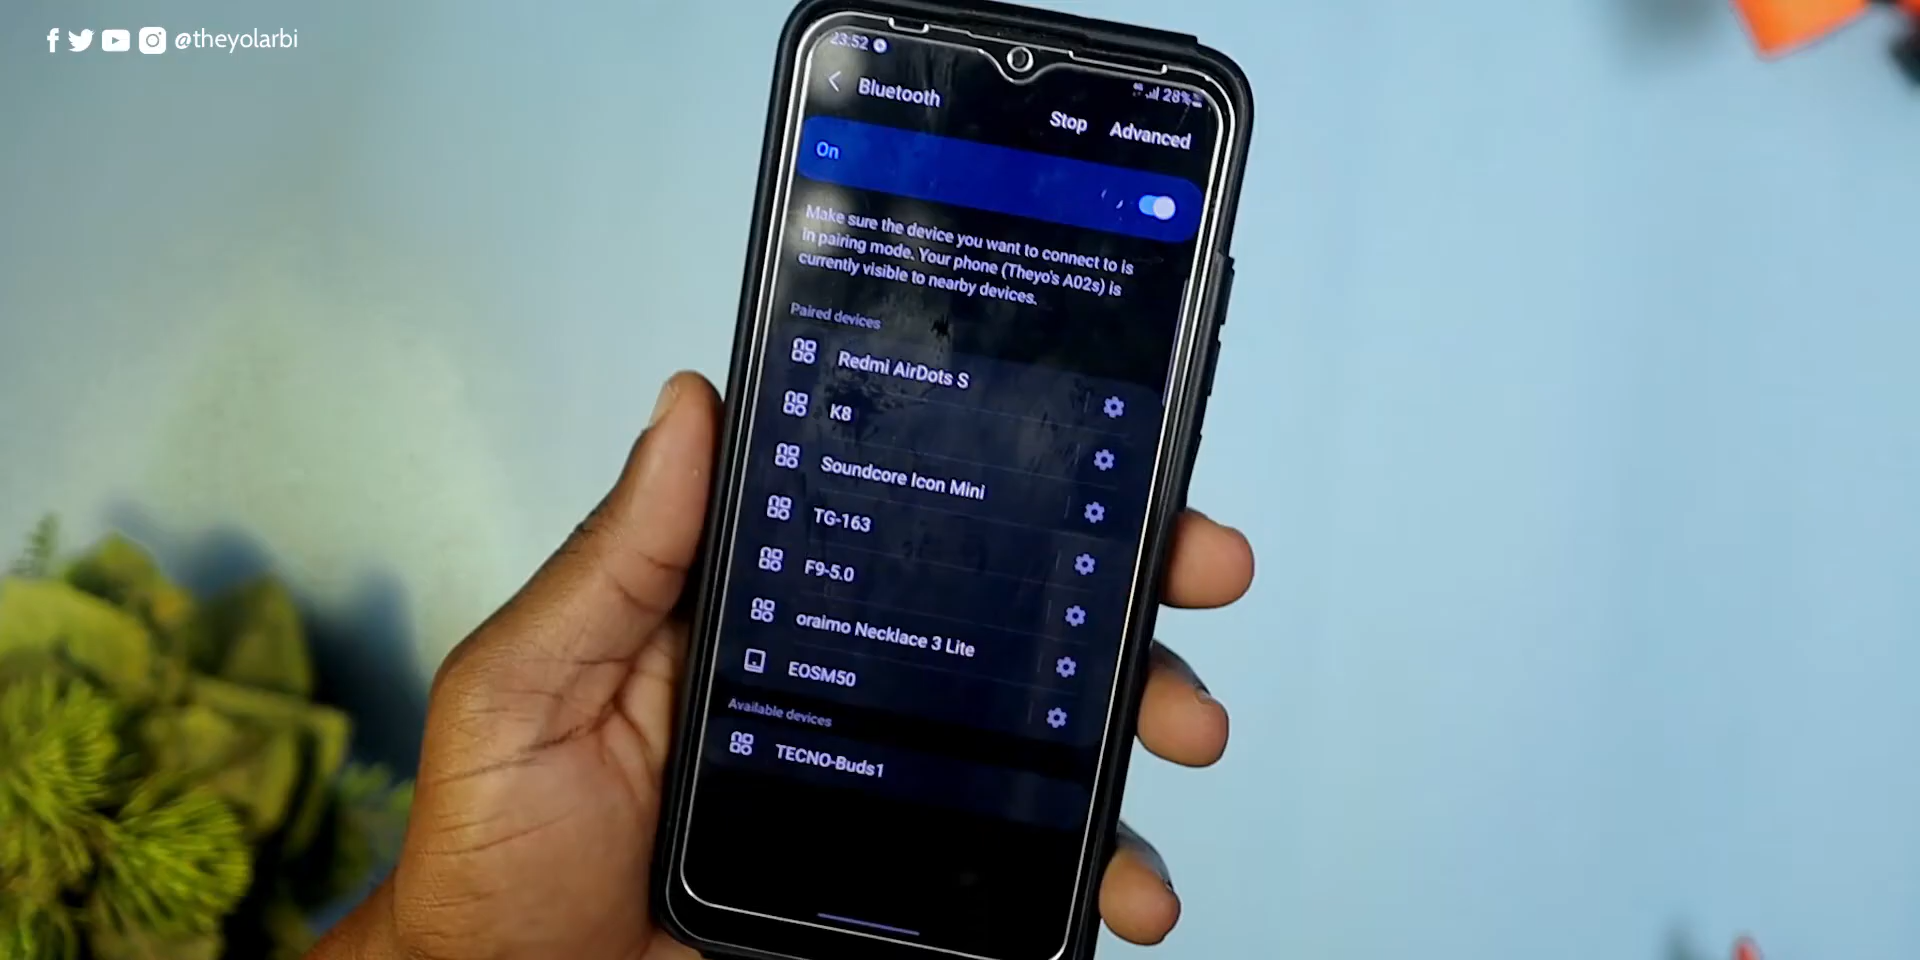 @theyolarbi
23:52
28%
Bluetooth
Stop Advanced
On
Make sure the device you want to connect to is
in pairing mode. Your phone (Theyo's A02s) is
currently visible to nearby devices.
Paired devices
Redmi AirDots S
K8
Soundcore Icon Mini
TG-163
F9-5.0
oraimo Necklace 3 Lite
EOSM50
Available devices
TECNO-Buds1